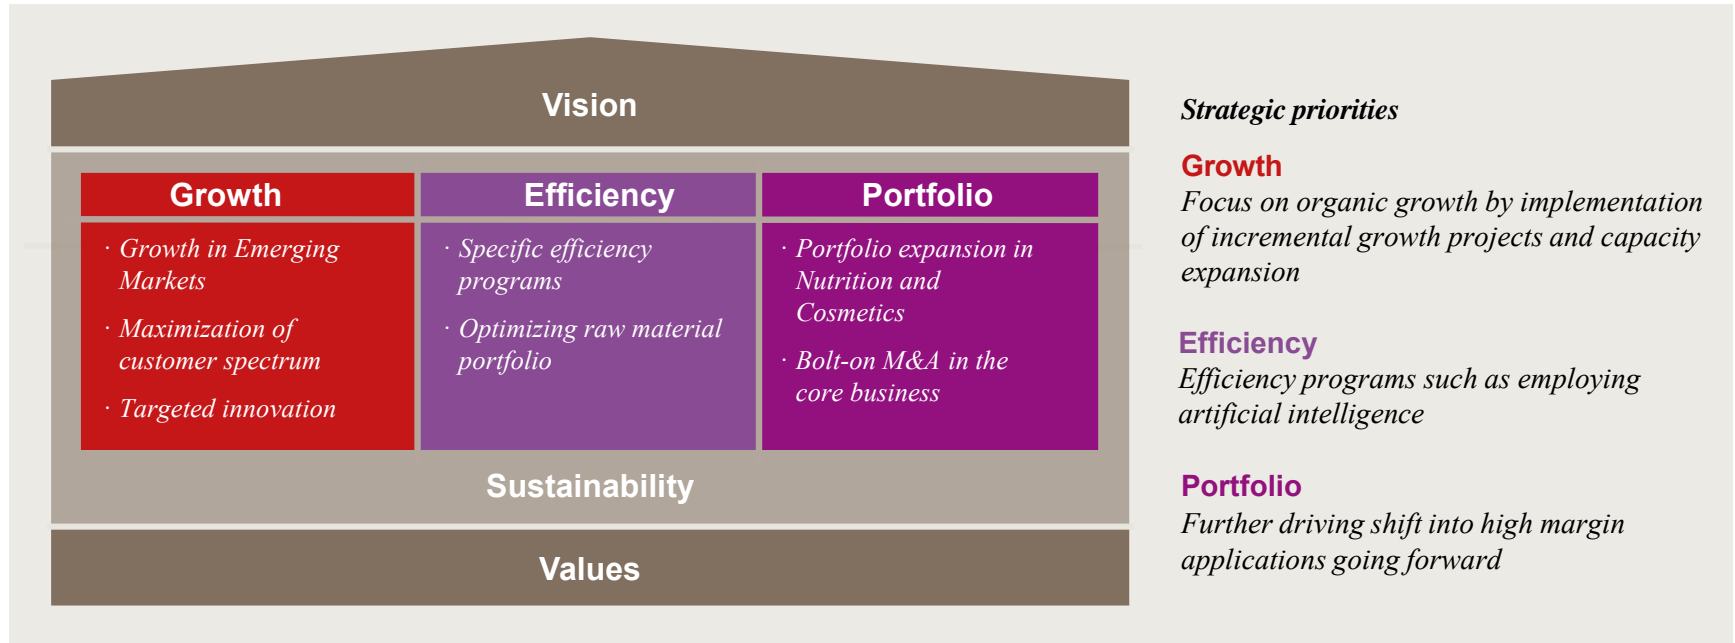 Vision
Growth
· Growth in Emerging
Markets
· Maximization of
customer spectrum
· Targeted innovation
Efficiency
· Specific efficiency
programs
· Optimizing raw material
portfolio
Portfolio
· Portfolio expansion in
Nutrition and
Cosmetics
· Bolt-on M&A in the
core business
Sustainability
Values
Strategic priorities
Growth
Focus on organic growth by implementation
of incremental growth projects and capacity
expansion
Efficiency
Efficiency programs such as employing
artificial intelligence
Portfolio
Further driving shift into high margin
applications going forward